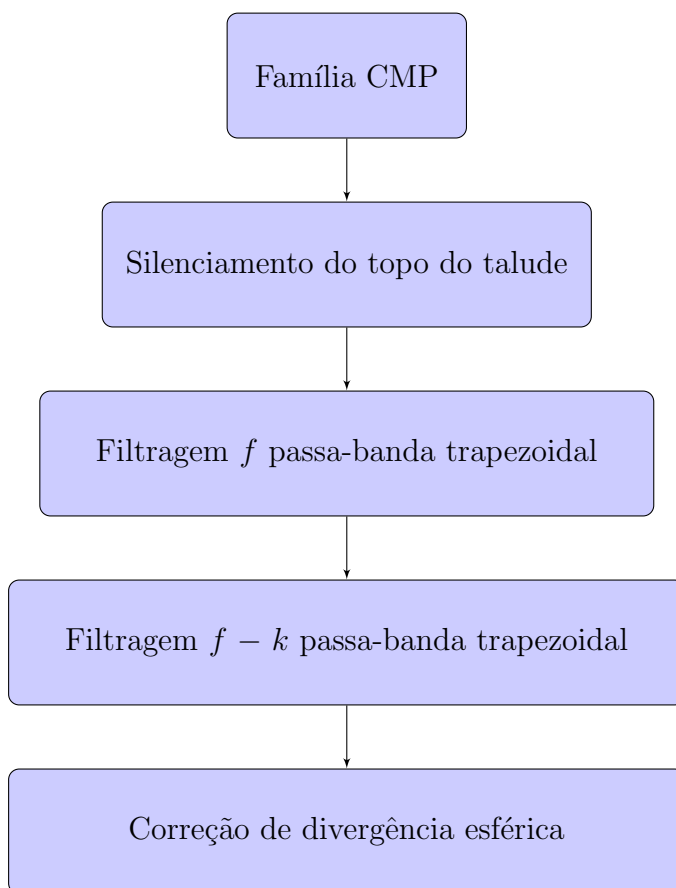 Família CMP
Silenciamento do topo do talude
Filtragem f passa-banda trapezoidal
Filtragem f − k passa-banda trapezoidal
Correção de divergência esférica